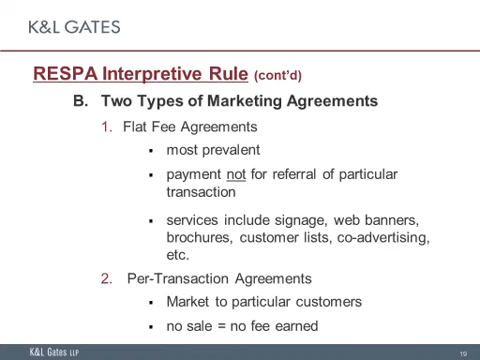 K&L GATES
RESPA Interpretive Rule (cont'd)
B. Two Types of Marketing Agreements
1. Flat Fee Agreements
▪ most prevalent
▪ payment not for referral of particular
transaction
▪ services include signage, web banners,
brochures, customer lists, co-advertising,
etc.
2. Per-Transaction Agreements
▪ Market to particular customers
▪ no sale = no fee earned
K&L Gates LLP
19